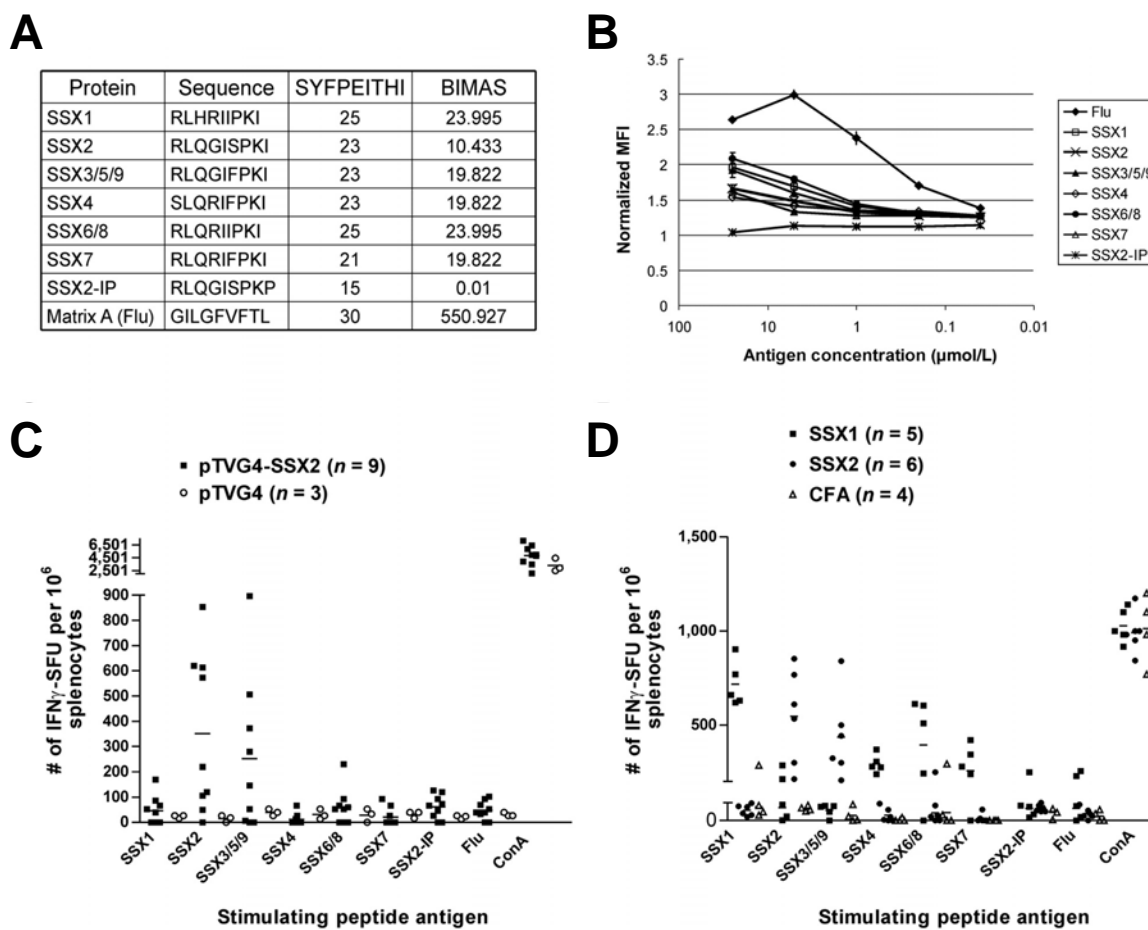 A
Protein Sequence SYFPEITHI BIMAS
SSX1 RLHRIIPKI 25 23.995
SSX2 RLQGISPKI 23 10.433
SSX3/5/9 RLQGIFPKI 23 19.822
SSX4 SLQRIFPKI 23 19.822
SSX6/8 RLQRIIPKI 25 23.995
SSX7 RLQRIFPKI 21 19.822
SSX2-IP RLQGISPKP 15 0.01
Matrix A (Flu) GILGFVFTL 30 550.927
B
Normalized MFI
3.5
3
2.5
2
1.5
1
0.5
0
100 10 1 0.1 0.01
Antigen concentration (µmol/L)
Flu
SSX1
SSX2
SSX3/5/9
SSX4
SSX6/8
SSX7
SSX2-IP
C
pTVG4-SSX2 (n = 9)
pTVG4 (n = 3)
# of IFNγ-SFU per 10⁶
splenocytes
6,501
4,501
2,501
900
800
700
600
500
400
300
200
100
0
SSX1 SSX2 SSX3/5/9 SSX4 SSX6/8 SSX7 SSX2-IP Flu ConA
Stimulating peptide antigen
D
SSX1 (n = 5)
SSX2 (n = 6)
CFA (n = 4)
# of IFNγ-SFU per 10⁶
splenocytes
1,500
1,000
500
0
SSX1 SSX2 SSX3/5/9 SSX4 SSX6/8 SSX7 SSX2-IP Flu ConA
Stimulating peptide antigen